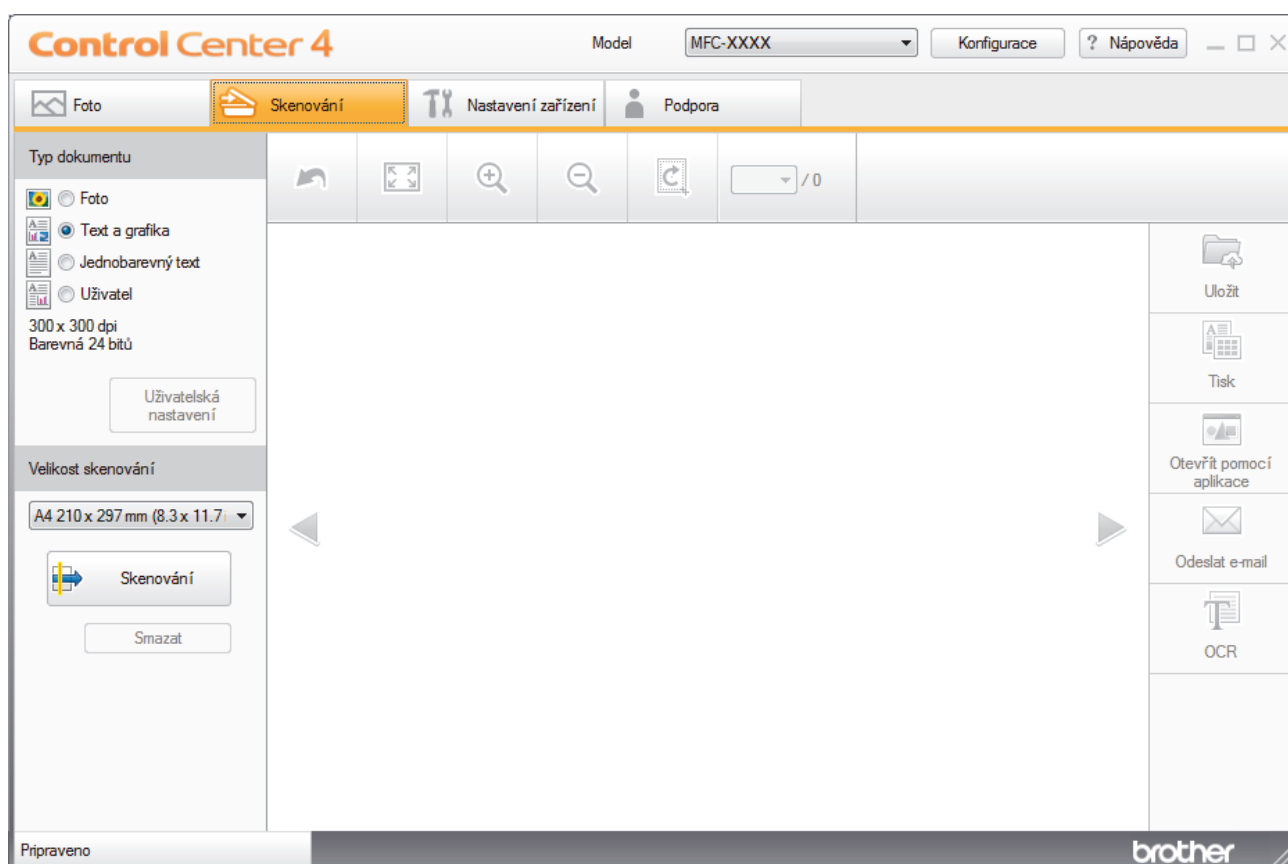 Control Center 4
Model
MFC-XXXX
Konfigurace
? Nápověda
Foto
Skenování
Nastavení zařízení
Podpora
Typ dokumentu
/ 0
Foto
Text a grafika
Jednobarevný text
Uživatel
300 x 300 dpi
Barevná 24 bitů
Uživatelská
nastavení
Velikost skenování
A4 210 x 297 mm (8.3 x 11.7
Skenování
Smazat
Uložit
Tisk
Otevřít pomocí
aplikace
Odeslat e-mail
OCR
Pripraveno
brother